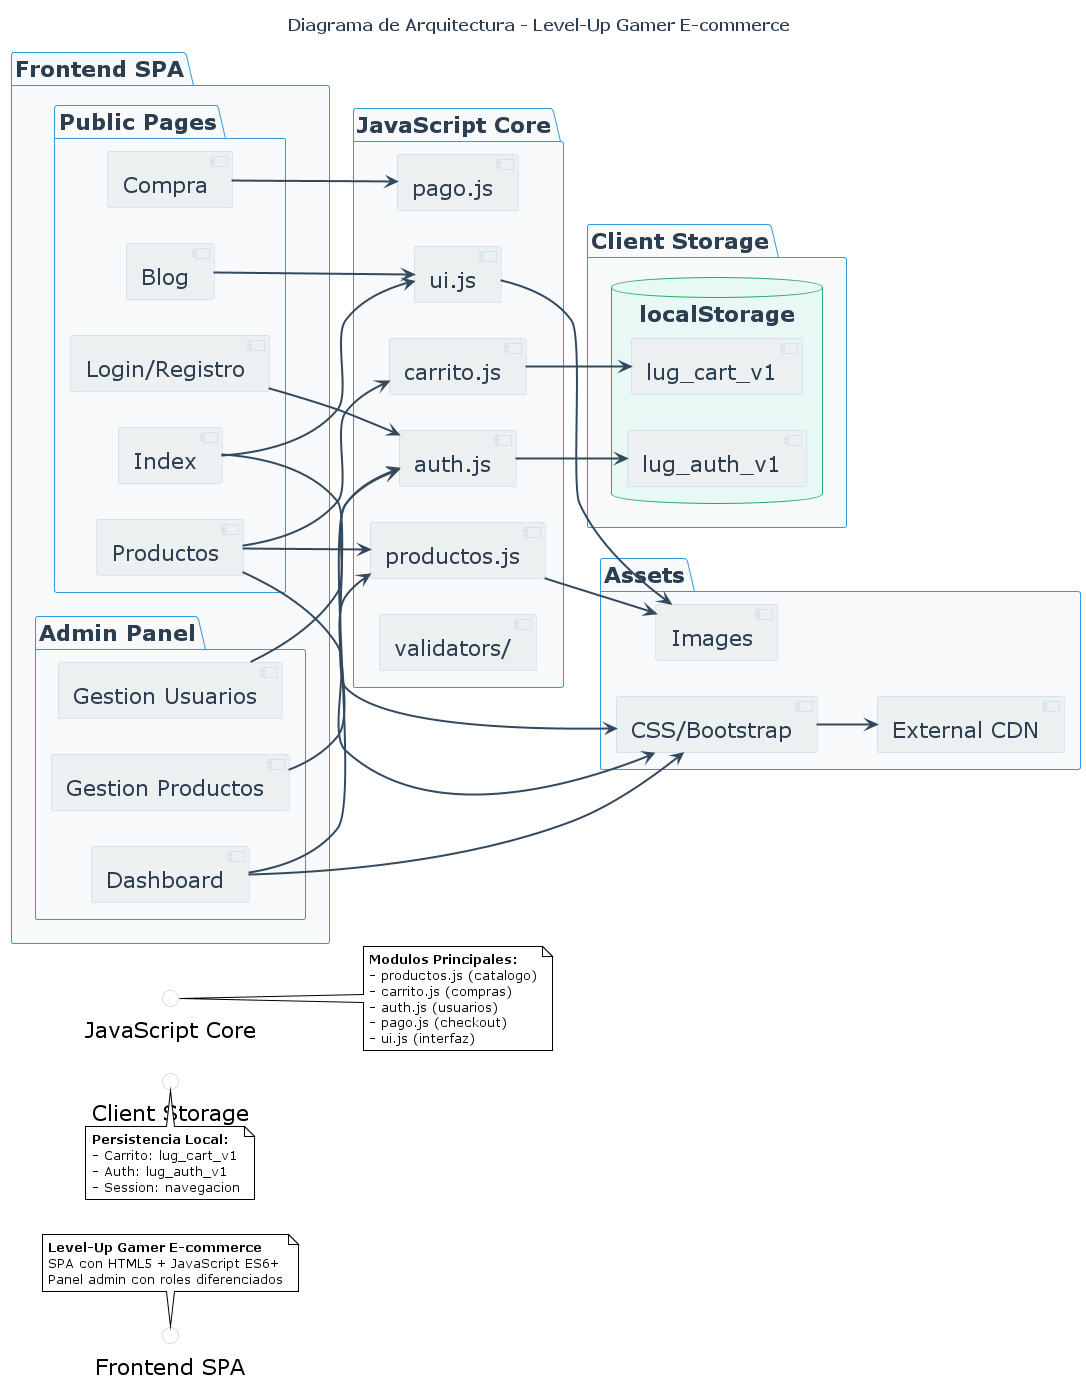 Diagrama de Arquitectura - Level-Up Gamer E-commerce
Frontend SPA
Public Pages
Compra
Blog
Login/Registro
Index
Productos
Admin Panel
Gestion Usuarios
Gestion Productos
Dashboard
JavaScript Core
pago.js
ui.js
carrito.js
auth.js
productos.js
validators/
Client Storage
localStorage
lug_cart_v1
lug_auth_v1
Assets
Images
CSS/Bootstrap
External CDN
JavaScript Core
Modulos Principales:
- productos.js (catalogo)
- carrito.js (compras)
- auth.js (usuarios)
- pago.js (checkout)
- ui.js (interfaz)
Client Storage
Persistencia Local:
- Carrito: lug_cart_v1
- Auth: lug_auth_v1
- Session: navegacion
Level-Up Gamer E-commerce
SPA con HTML5 + JavaScript ES6+
Panel admin con roles diferenciados
Frontend SPA